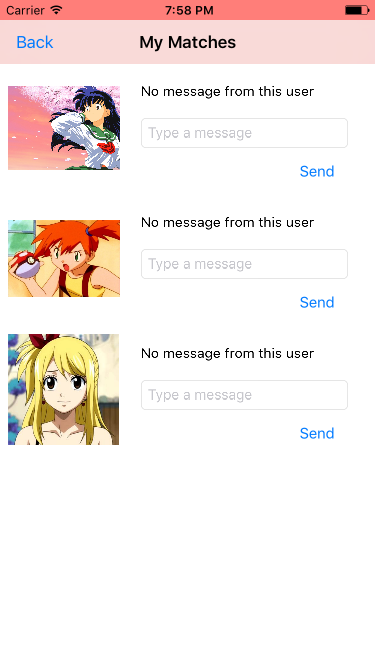 Carrier 7:58 PM
Back My Matches
No message from this user
Type a message
Send
No message from this user
Type a message
Send
No message from this user
Type a message
Send